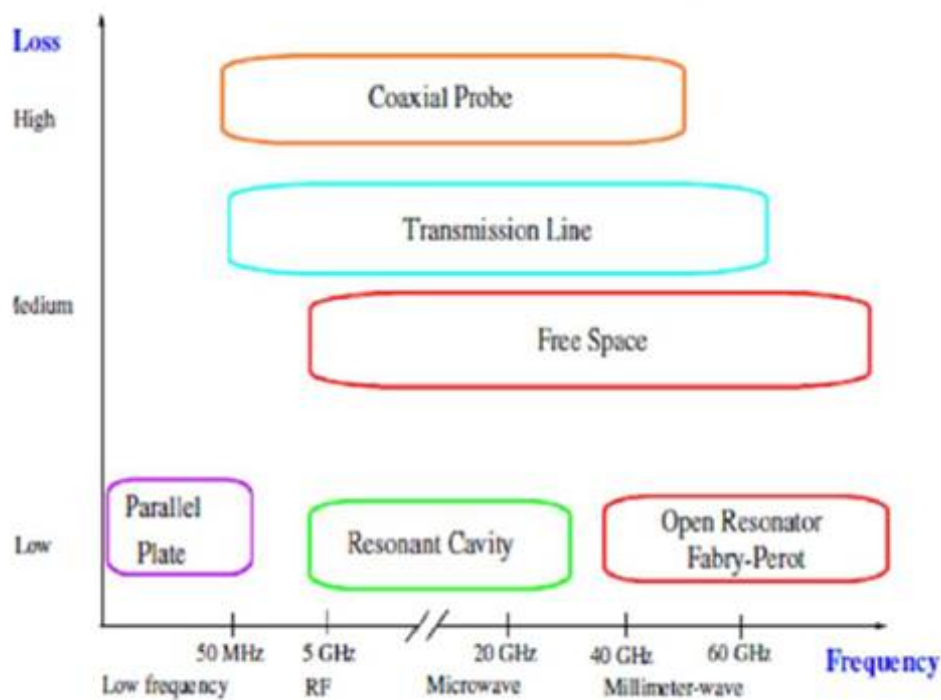 Loss
High
Coaxial Probe
Transmission Line
Medium
Free Space
Parallel
Plate
Low
Resonant Cavity
Open Resonator
Fabry-Perot
50 MHz
5 GHz
20 GHz
40 GHz
60 GHz
Frequency
Low frequency
RF
Microwave
Millimeter-wave